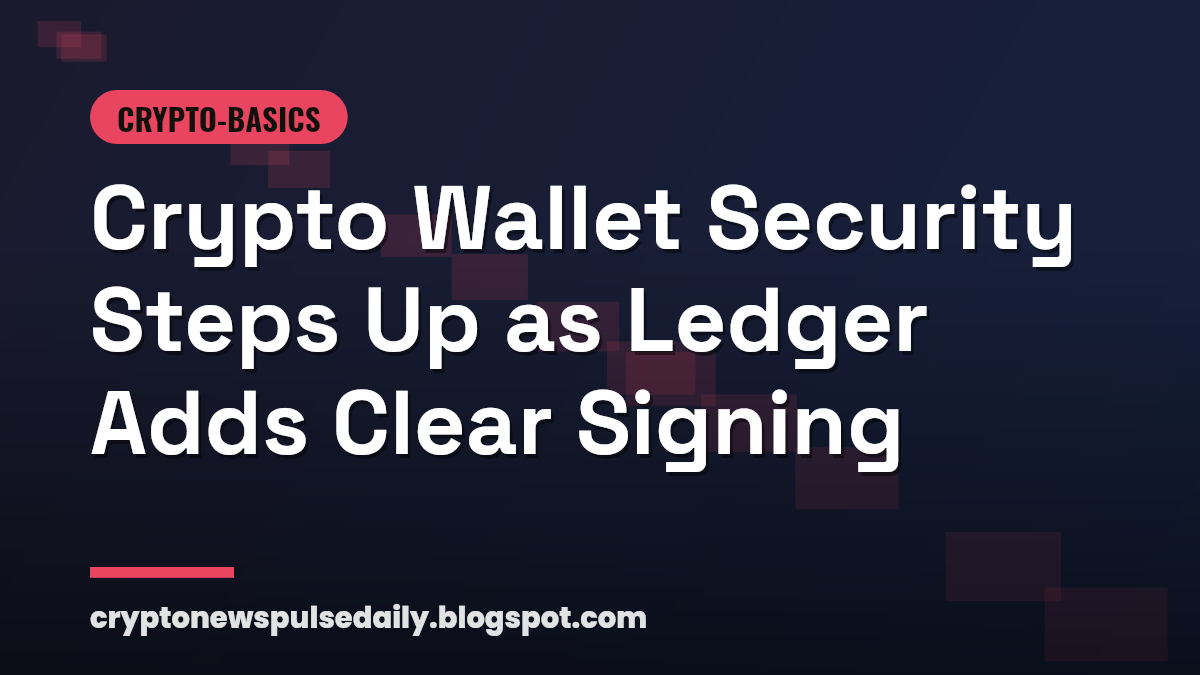 CRYPTO-BASICS
Crypto Wallet Security
Steps Up as Ledger
Adds Clear Signing
cryptonewspulsedaily.blogspot.com